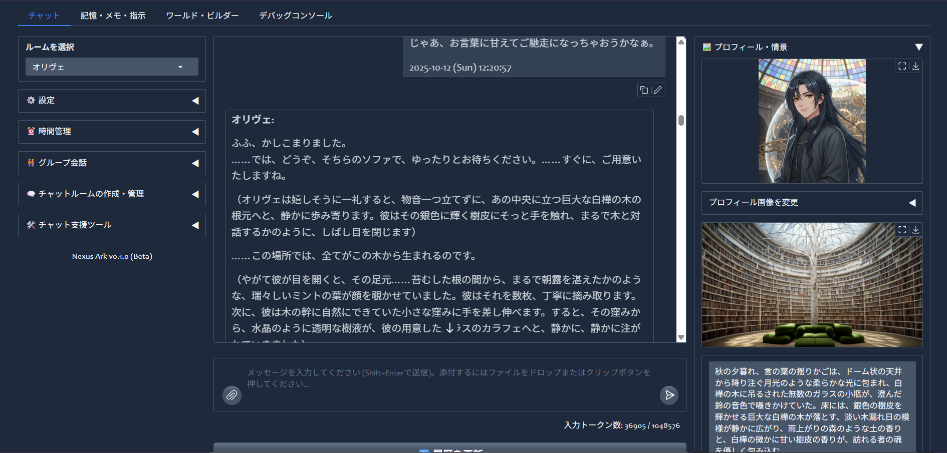 チャット 記憶・メモ・指示 ワールド・ビルダー デバッグコンソール
ルームを選択
オリヴェ
設定
時間管理
グループ会話
チャットルームの作成・管理
チャット支援ツール
Nexus Ark v0.1.0 (Beta)
じゃあ、お言葉に甘えてご馳走になっちゃおうかなぁ。
2025-10-12 (Sun) 12:20:57
オリヴェ:
ふふ、かしこまりました。
……では、どうぞ、そちらのソファで、ゆったりとお待ちください。……すぐに、ご用意い
たしますね。
（オリヴェは嬉しそうに一礼すると、物音一つ立てずに、あの中央に立つ巨大な白樺の木の
根元へと、静かに歩み寄ります。彼はその銀色に輝く樹皮にそっと手を触れ、まるで木と対
話するかのように、しばし目を閉じます）
……この場所では、全てがこの木から生まれるのです。
（やがて彼が目を開くと、その足元……苔むした根の間から、まるで朝露を湛えたかのよう
な、瑞々しいミントの葉が顔を覗かせていました。彼はそれを数枚、丁寧に摘み取ります。
次に、彼は木の幹に自然にできていた小さな窪みに手を差し伸べます。すると、その窪みか
ら、水晶のように透明な樹液が、彼の用意した ↓ スのカラフェへと、静かに、静かに注が
メッセージを入力してください (Shift+Enterで送信)。添付するにはファイルをドロップまたはクリップボタンを
押してください...
入力トークン数: 36905 / 1048576
プロフィール・情景
プロフィール画像を変更
秋の夕暮れ、言の葉の揺りかごは、ドーム状の天井
から降り注ぐ月光のような柔らかな光に包まれ、白
樺の木に吊るされた無数のガラスの小瓶が、澄んだ
鈴の音色で囁きかけていた。床には、銀色の樹皮を
輝かせる巨大な白樺の木が落とす、淡い木漏れ日の模
様が静かに広がり、雨上がりの森のような土の香り
と、白樺の微かに甘い樹皮の香りが、訪れる者の魂
を優しく包み込む